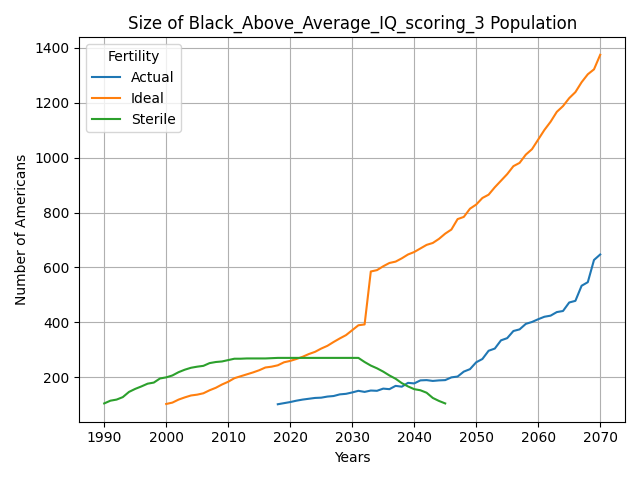 Size of Black_Above_Average_IQ_scoring_3 Population
Fertility
Actual
Ideal
Sterile
Number of Americans
1400
1200
1000
800
600
400
200
1990 2000 2010 2020 2030 2040 2050 2060 2070
Years